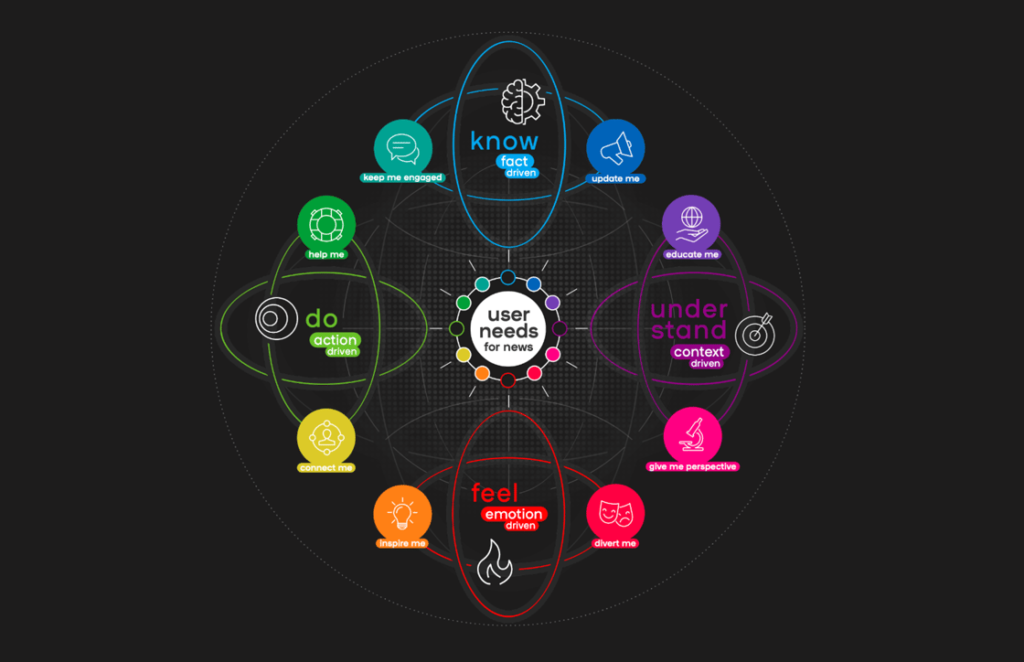 know
fact
driven
keep me engaged
update me
help me
educate me
do
action
driven
user
needs
for news
under
stand
context
driven
connect me
give me perspective
feel
emotion
driven
inspire me
divert me